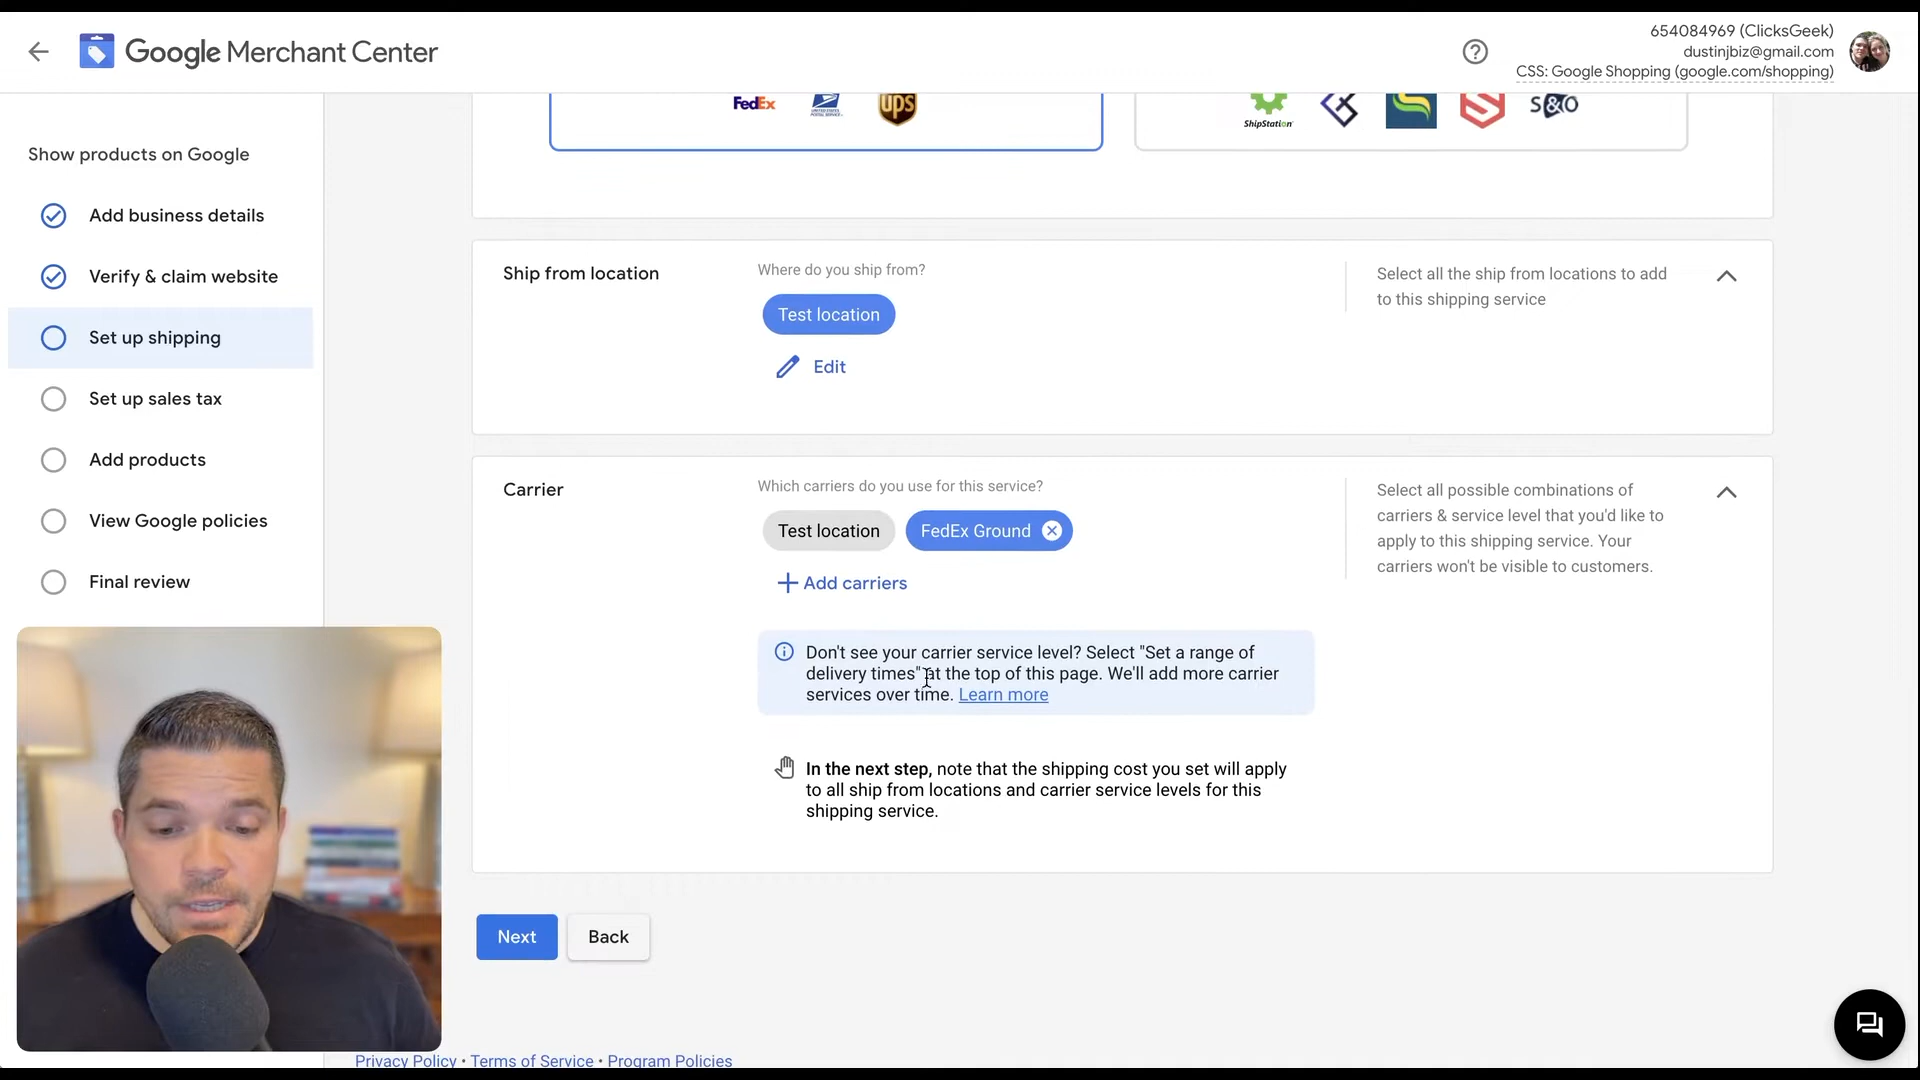 Google Merchant Center
654084969 (ClicksGeek)
dustinjbiz@gmail.com
CSS: Google Shopping (google.com/shopping)
Show products on Google
Add business details
Verify & claim website
Set up shipping
Set up sales tax
Add products
View Google policies
Final review
FedEx
UNITED STATES
POSTAL SERVICE
ups
ShipStation
S&O
Ship from location
Where do you ship from?
Test location
Edit
Select all the ship from locations to add
to this shipping service
Carrier
Which carriers do you use for this service?
Test location
FedEx Ground
Add carriers
Select all possible combinations of
carriers & service level that you'd like to
apply to this shipping service. Your
carriers won't be visible to customers.
Don't see your carrier service level? Select "Set a range of
delivery times" at the top of this page. We'll add more carrier
services over time. Learn more
In the next step, note that the shipping cost you set will apply
to all ship from locations and carrier service levels for this
shipping service.
Next
Back
Privacy Policy • Terms of Service • Program Policies